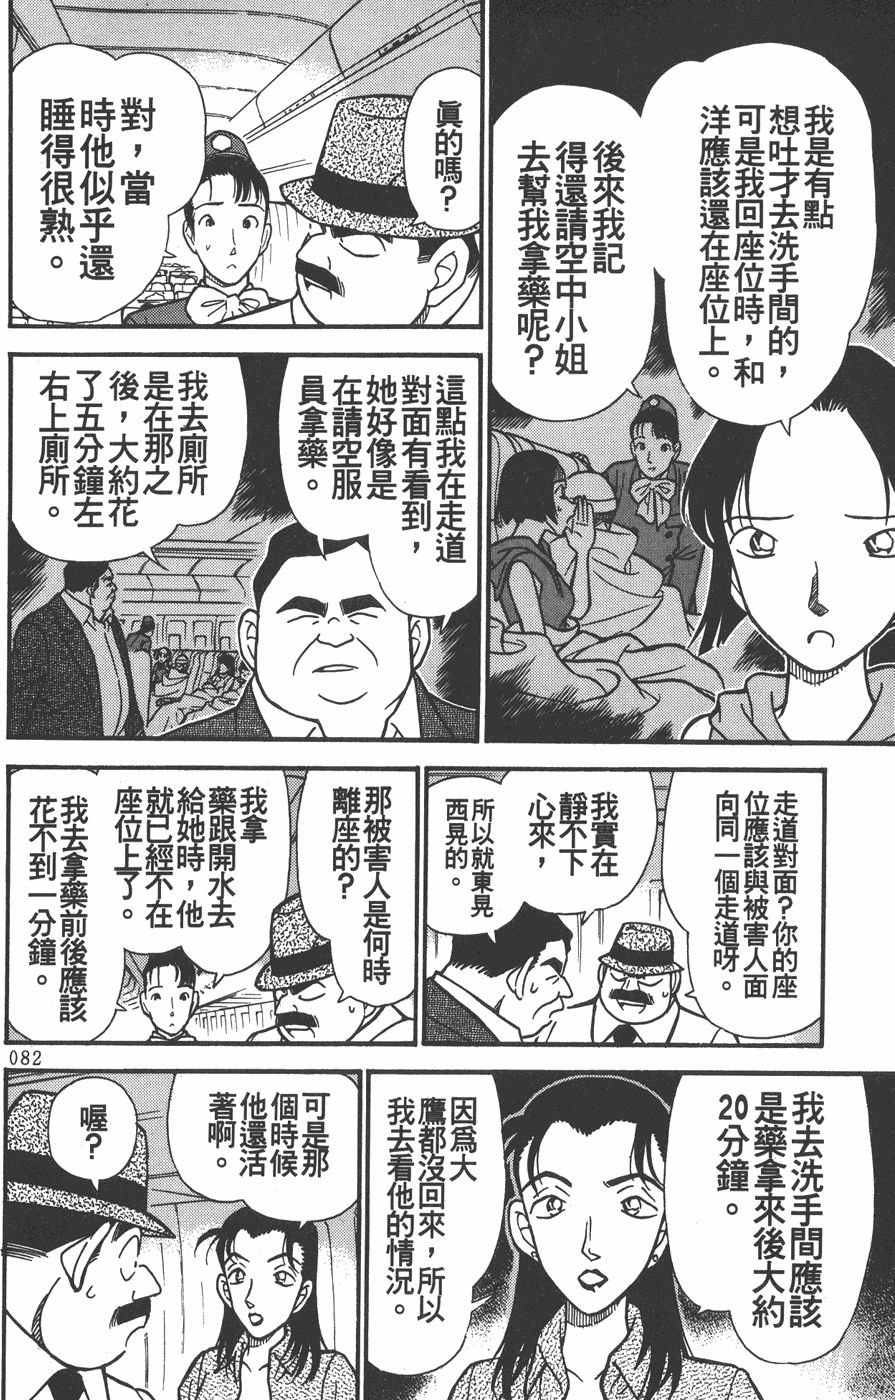 我是有點
想吐才去洗手間的，
可是我回座位時，和
洋應該還在座位上。
後來我記
得還請空中小姐
去幫我拿藥呢？
眞的嗎？
對，當
時他似乎還
睡得很熟。
這點我在走道
對面有看到，
她好像是
在請空服
員拿藥。
我去廁所
是在那之
後，大約花
了五分鐘左
右上廁所。
走道對面？你的座
位應該與被害人面
向同一個走道呀。
我實在
靜不下
心來，
所以就東晃
西晃的。
那被害人是何時
離座的？
我拿
藥跟開水去
給她時，他
就已經不在
座位上了。
我去拿藥前後應該
花不到一分鐘。
082
我去洗手間應該
是藥拿來後大約
20分鐘。
因爲大
鷹都沒回來，所以
我去看他的情況。
可是那
個時候
他還活
著啊。
喔？